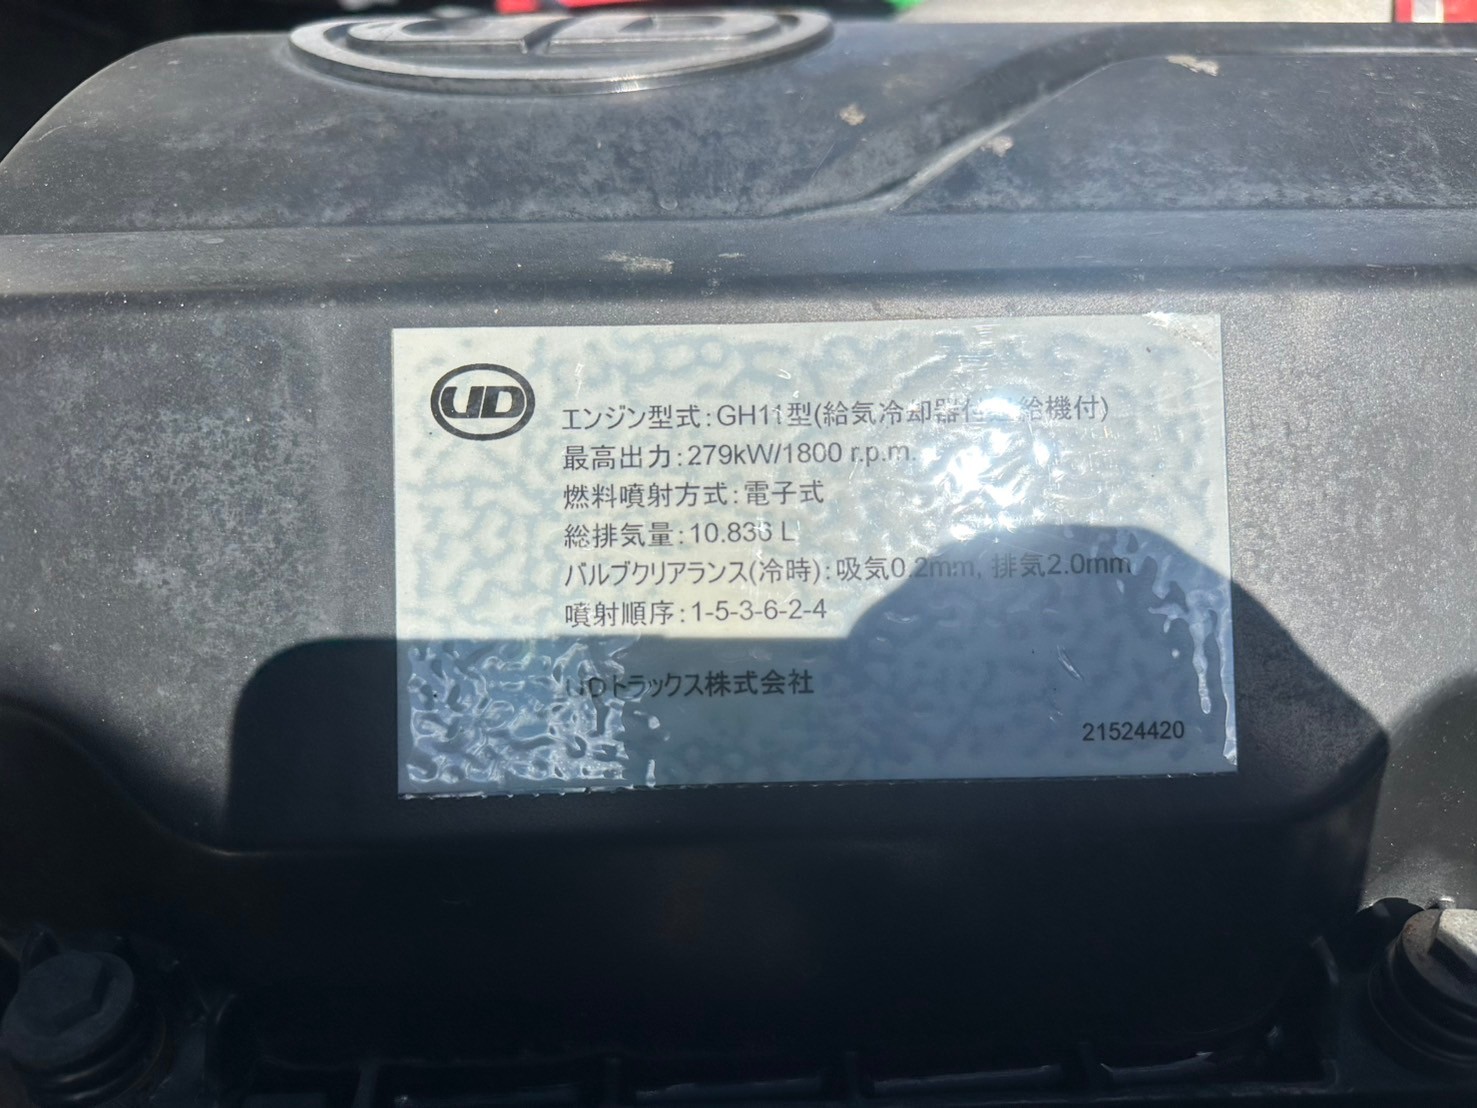 UD
エンジン型式:GH11型(給気冷却器付 給機付)
最高出力:279kW/1800 r.p.m.
燃料噴射方式:電子式
総排気量:10.836 L
バルブクリアランス(冷時):吸気0.2mm, 排気2.0mm
噴射順序:1-5-3-6-2-4
UDトラックス株式会社
21524420